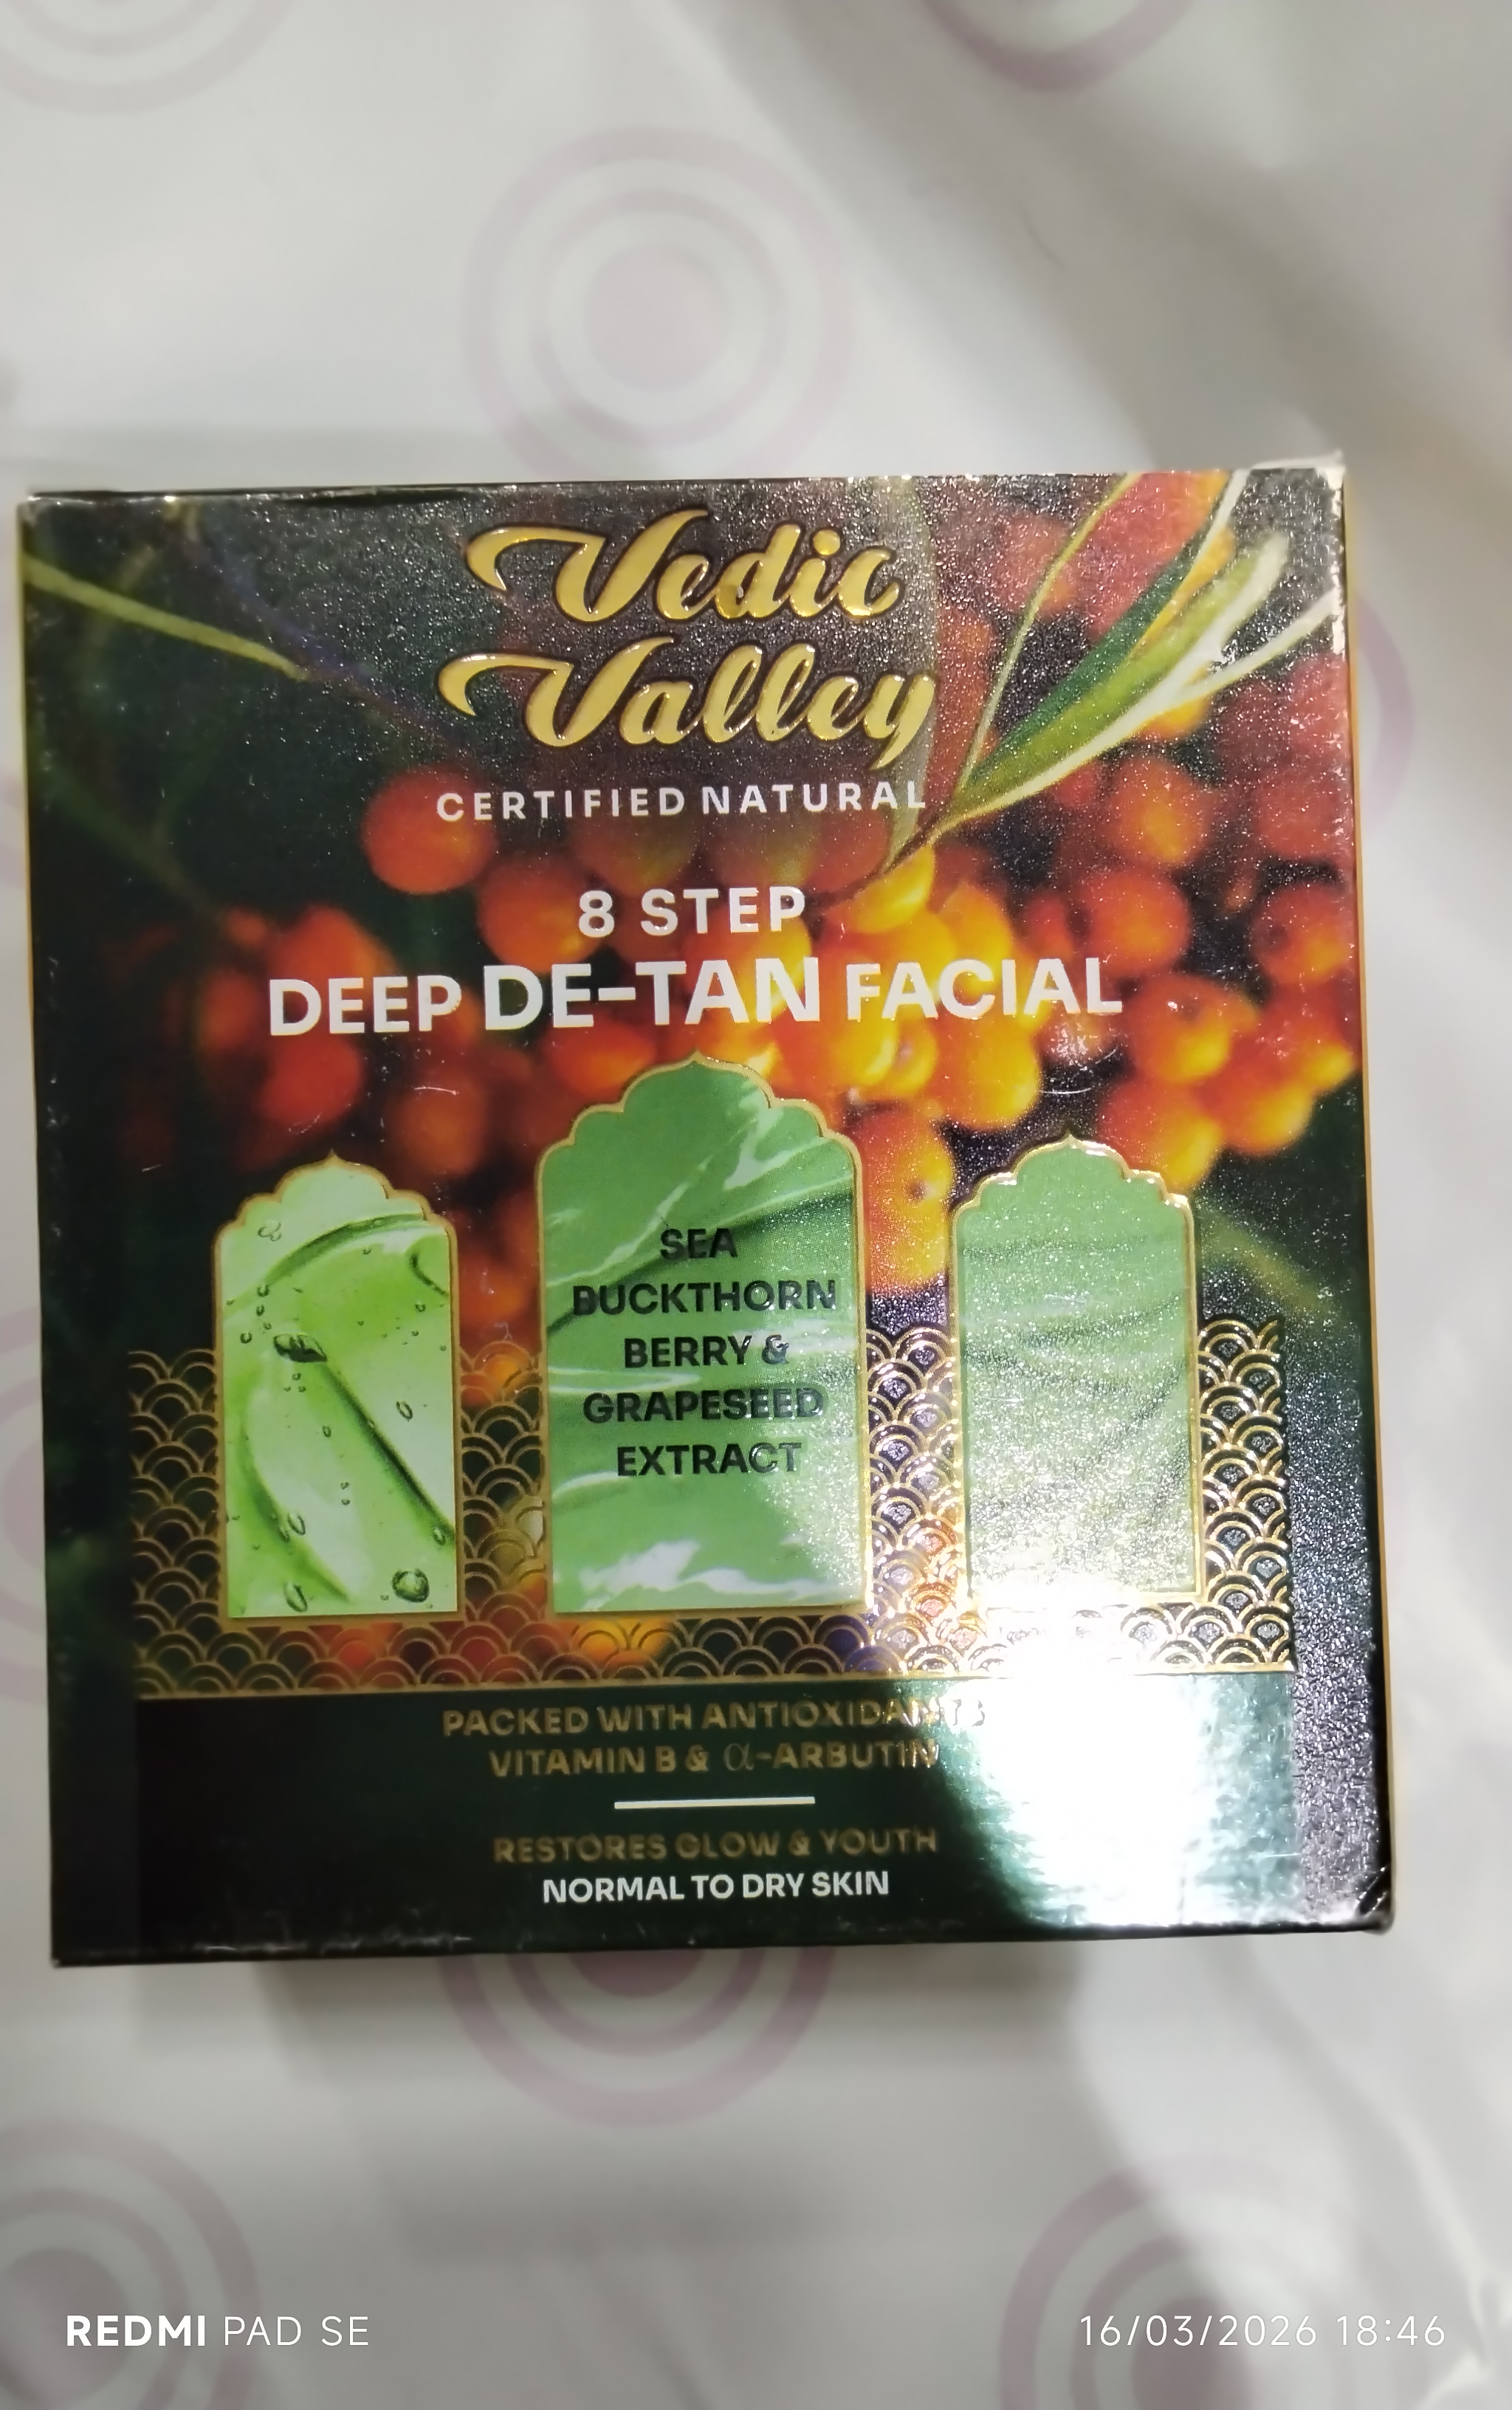 Vedic
Valley
CERTIFIED NATURAL
8 STEP
DEEP DE-TAN FACIAL
SEA
BUCKTHORN
BERRY &
GRAPESEED
EXTRACT
PACKED WITH ANTIOXIDANTS
VITAMIN B & α-ARBUTIN
RESTORES GLOW & YOUTH
NORMAL TO DRY SKIN
REDMI PAD SE
16/03/2026 18:46